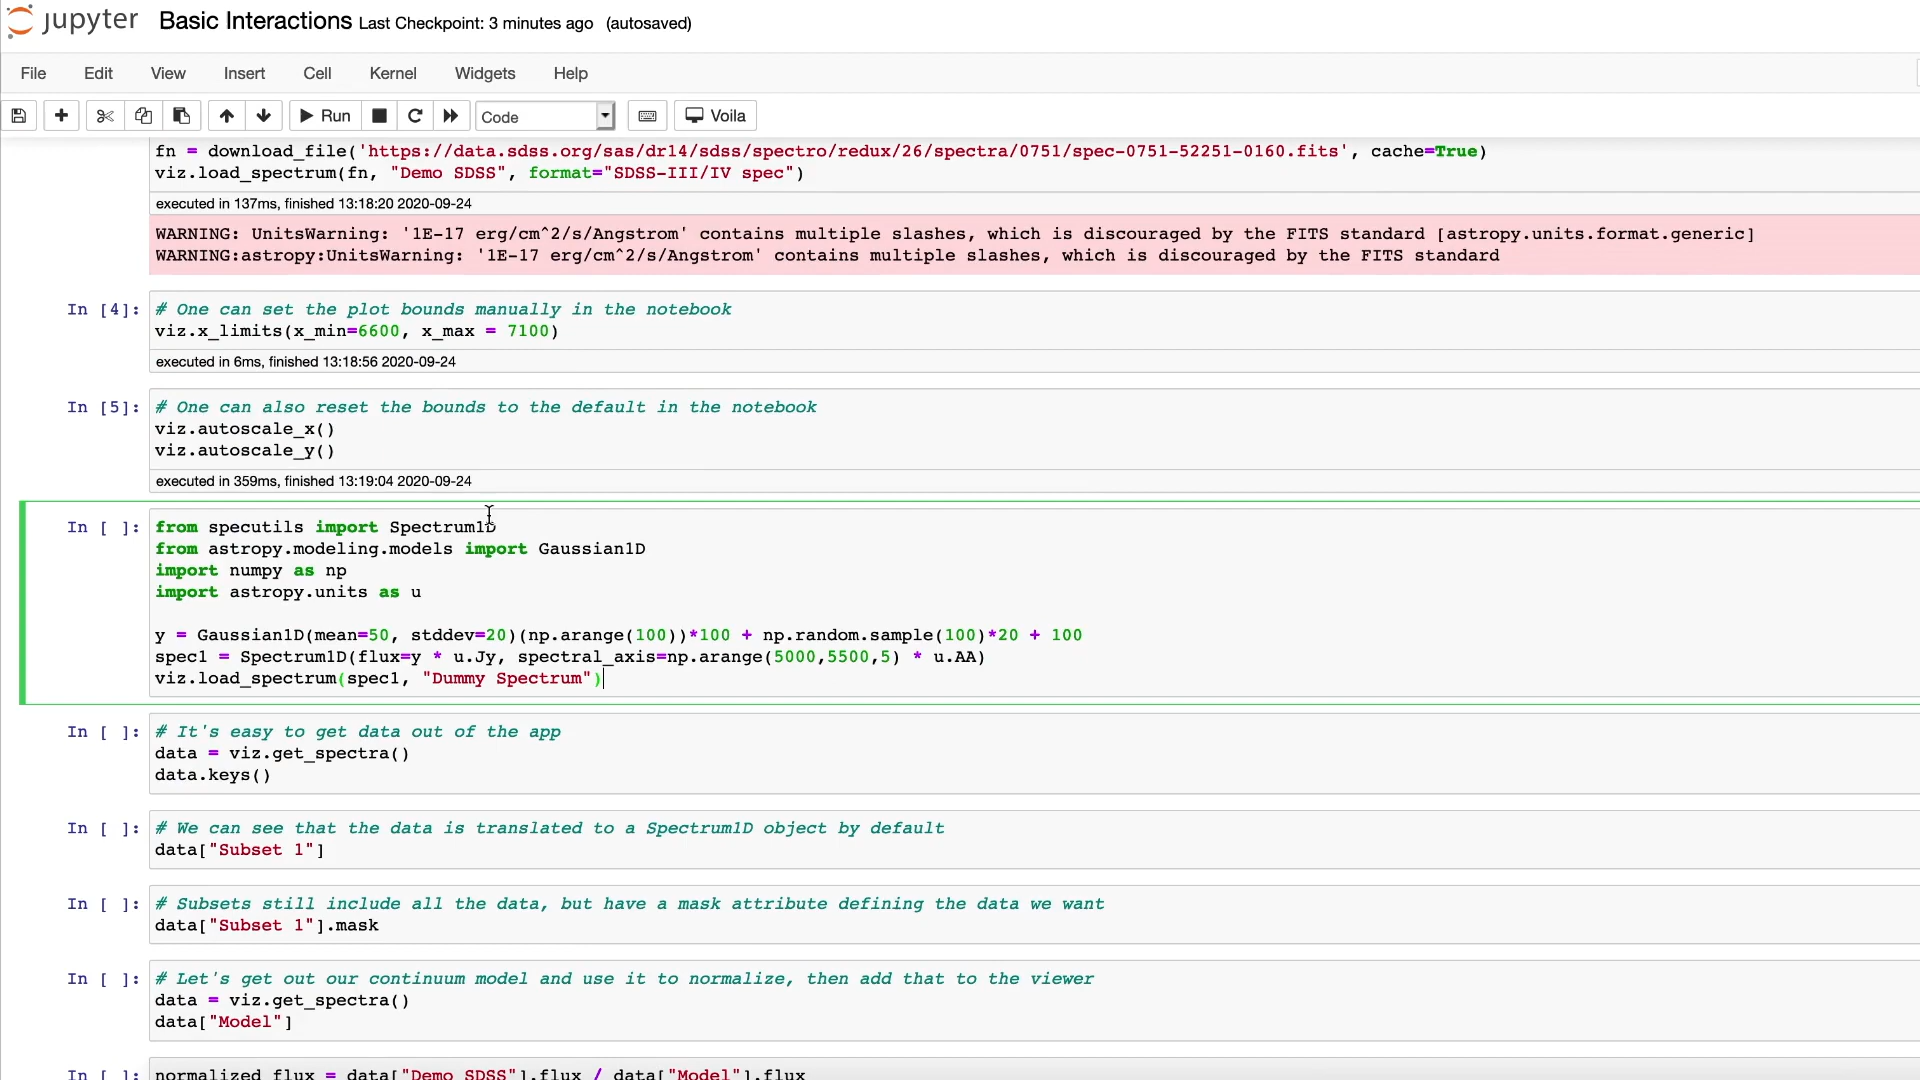 jupyter Basic Interactions Last Checkpoint: 3 minutes ago (autosaved)
File Edit View Insert Cell Kernel Widgets Help
Run Code Voila
fn = download_file('https://data.sdss.org/sas/dr14/sdss/spectro/redux/26/spectra/0751/spec-0751-52251-0160.fits', cache=True)
viz.load_spectrum(fn, "Demo SDSS", format="SDSS-III/IV spec")
executed in 137ms, finished 13:18:20 2020-09-24
WARNING: UnitsWarning: '1E-17 erg/cm^2/s/Angstrom' contains multiple slashes, which is discouraged by the FITS standard [astropy.units.format.generic]
WARNING:astropy:UnitsWarning: '1E-17 erg/cm^2/s/Angstrom' contains multiple slashes, which is discouraged by the FITS standard
In [4]: # One can set the plot bounds manually in the notebook
viz.x_limits(x_min=6600, x_max = 7100)
executed in 6ms, finished 13:18:56 2020-09-24
In [5]: # One can also reset the bounds to the default in the notebook
viz.autoscale_x()
viz.autoscale_y()
executed in 359ms, finished 13:19:04 2020-09-24
In [ ]: from specutils import Spectrum1D
from astropy.modeling.models import Gaussian1D
import numpy as np
import astropy.units as u
y = Gaussian1D(mean=50, stddev=20)(np.arange(100))*100 + np.random.sample(100)*20 + 100
spec1 = Spectrum1D(flux=y * u.Jy, spectral_axis=np.arange(5000,5500,5) * u.AA)
viz.load_spectrum(spec1, "Dummy Spectrum")
In [ ]: # It's easy to get data out of the app
data = viz.get_spectra()
data.keys()
In [ ]: # We can see that the data is translated to a Spectrum1D object by default
data["Subset 1"]
In [ ]: # Subsets still include all the data, but have a mask attribute defining the data we want
data["Subset 1"].mask
In [ ]: # Let's get out our continuum model and use it to normalize, then add that to the viewer
data = viz.get_spectra()
data["Model"]
In [ ]: normalized_flux = data["Demo SDSS"].flux / data["Model"].flux